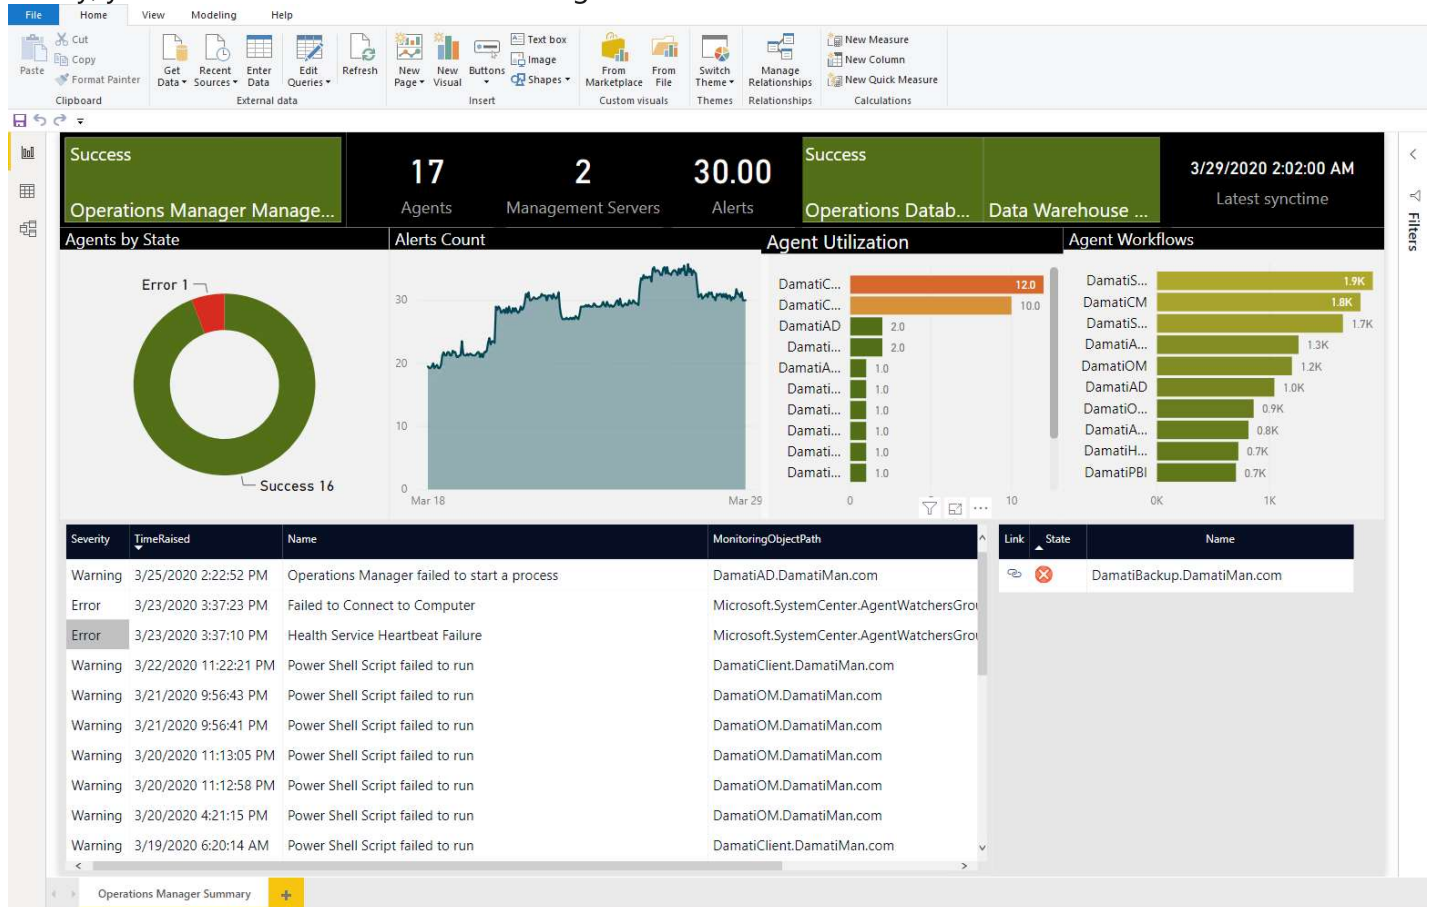 File Home View Modeling Help
Paste
Cut
Copy
Format Painter
Clipboard
Get Data
Recent Sources
Enter Data
Edit Queries
Refresh
External data
New Page
New Visual
Buttons
Text box
Image
Shapes
Insert
From Marketplace
From File
Custom visuals
Switch Theme
Themes
Manage Relationships
Relationships
New Measure
New Column
New Quick Measure
Calculations
Filters
Success
Operations Manager Manage...
17
Agents
2
Management Servers
30.00
Alerts
Success
Operations Datab...
Data Warehouse ...
3/29/2020 2:02:00 AM
Latest synctime
Agents by State
Error 1
Success 16
Alerts Count
30
20
10
0
Mar 18 Mar 29
Agent Utilization
DamatiC... 12.0
DamatiC... 10.0
DamatiAD 2.0
Damati... 2.0
DamatiA... 1.0
Damati... 1.0
Damati... 1.0
Damati... 1.0
Damati... 1.0
Damati... 1.0
0 10
Agent Workflows
DamatiS... 1.9K
DamatiCM 1.8K
DamatiS... 1.7K
DamatiA... 1.3K
DamatiOM 1.2K
DamatiAD 1.0K
DamatiO... 0.9K
DamatiA... 0.8K
DamatiH... 0.7K
DamatiPBI 0.7K
0K 1K
Severity TimeRaised Name MonitoringObjectPath
Warning 3/25/2020 2:22:52 PM Operations Manager failed to start a process DamatiAD.DamatiMan.com
Error 3/23/2020 3:37:23 PM Failed to Connect to Computer Microsoft.SystemCenter.AgentWatchersGrou
Error 3/23/2020 3:37:10 PM Health Service Heartbeat Failure Microsoft.SystemCenter.AgentWatchersGrou
Warning 3/22/2020 11:22:21 PM Power Shell Script failed to run DamatiClient.DamatiMan.com
Warning 3/21/2020 9:56:43 PM Power Shell Script failed to run DamatiOM.DamatiMan.com
Warning 3/21/2020 9:56:41 PM Power Shell Script failed to run DamatiOM.DamatiMan.com
Warning 3/20/2020 11:13:05 PM Power Shell Script failed to run DamatiOM.DamatiMan.com
Warning 3/20/2020 11:12:58 PM Power Shell Script failed to run DamatiOM.DamatiMan.com
Warning 3/20/2020 4:21:15 PM Power Shell Script failed to run DamatiOM.DamatiMan.com
Warning 3/19/2020 6:20:14 AM Power Shell Script failed to run DamatiClient.DamatiMan.com
Link State Name
DamatiBackup.DamatiMan.com
Operations Manager Summary